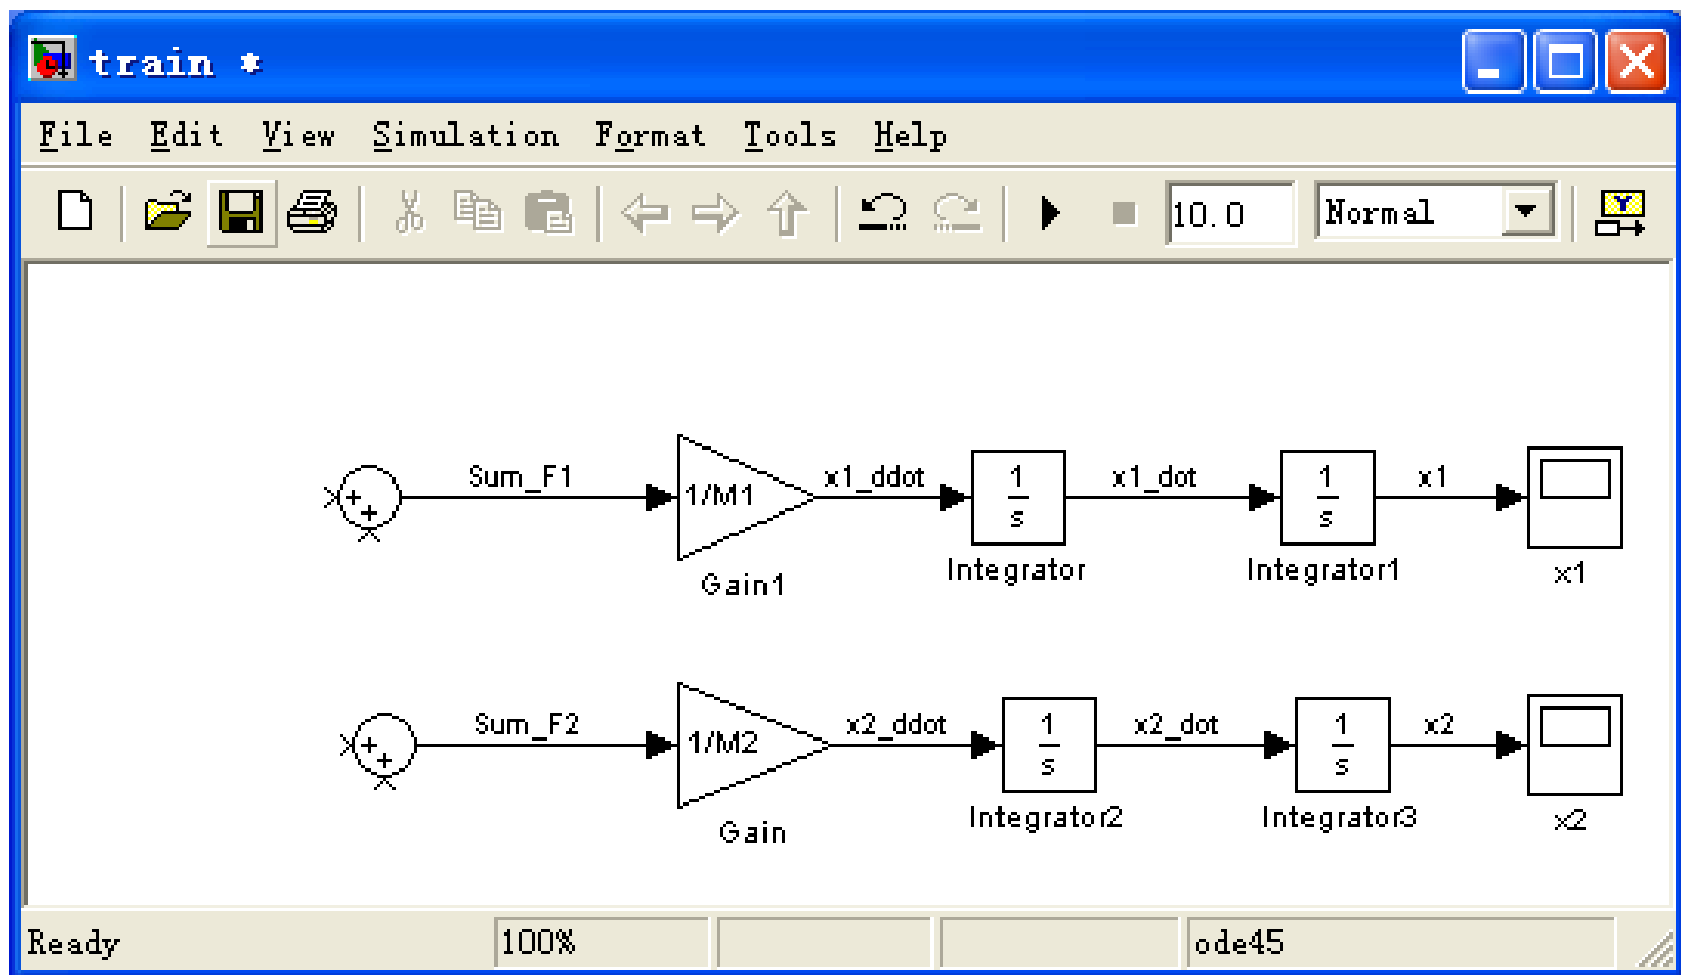 train *
File Edit View Simulation Format Tools Help
10.0 Normal
Sum_F1 x1_ddot x1_dot x1
+ + 1/M1 1/s 1/s
Gain1 Integrator Integrator1 x1
Sum_F2 x2_ddot x2_dot x2
+ + 1/M2 1/s 1/s
Gain Integrator2 Integrator3 x2
Ready 100% ode45